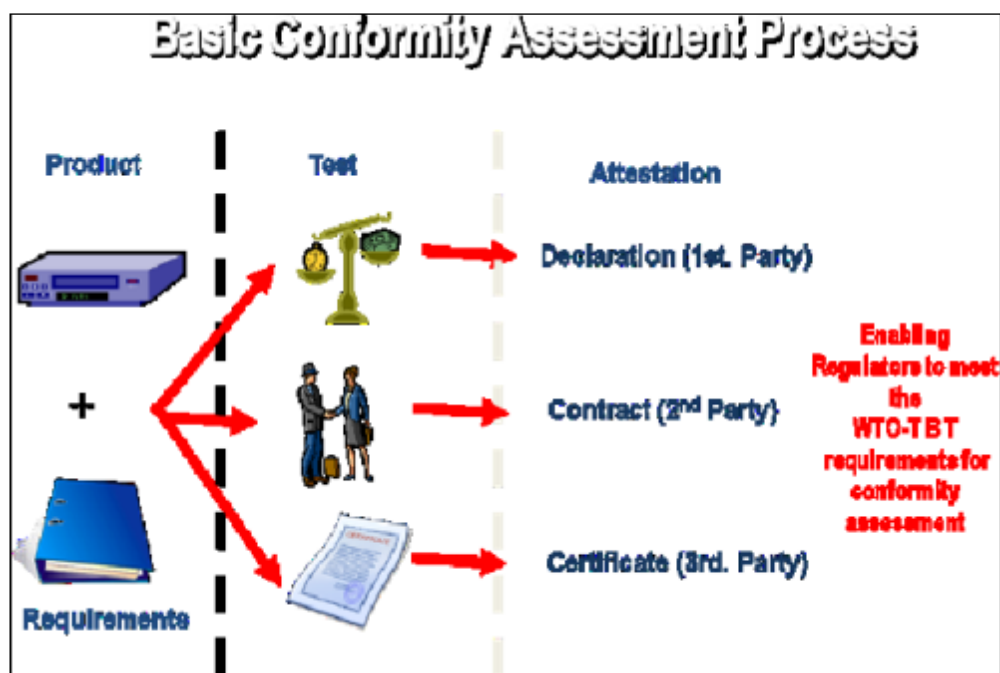 Basic Conformity Assessment Process
Product
Test
Attestation
Declaration (1st. Party)
+
Contract (2nd Party)
Requirements
Certificate (3rd. Party)
Enabling
Regulators to meet
the
WTO-TBT
requirements for
conformity
assessment